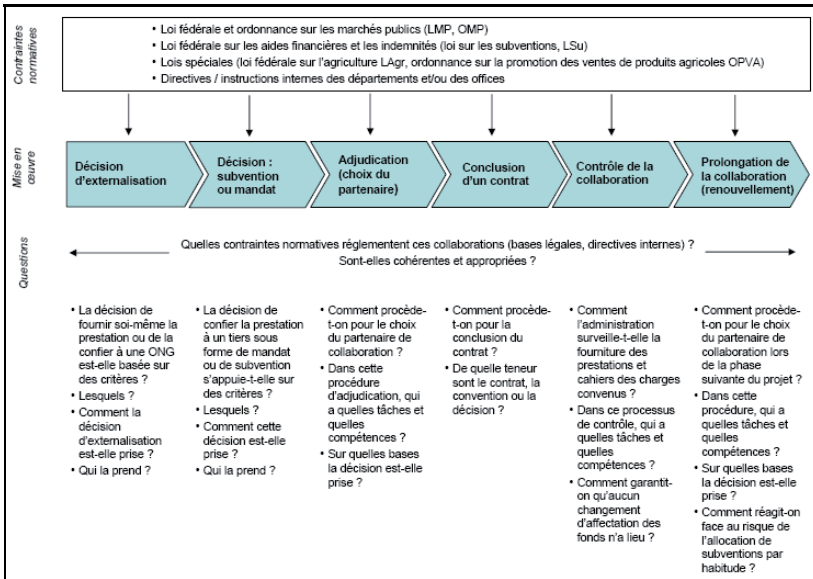 Contraintes
normatives
• Loi fédérale et ordonnance sur les marchés publics (LMP, OMP)
• Loi fédérale sur les aides financières et les indemnités (loi sur les subventions, LSu)
• Lois spéciales (loi fédérale sur l'agriculture LAgr, ordonnance sur la promotion des ventes de produits agricoles OPVA)
• Directives / instructions internes des départements et/ou des offices
Mise en
œuvre
Décision
d'externalisation
Décision :
subvention
ou mandat
Adjudication
(choix du
partenaire)
Conclusion
d'un contrat
Contrôle de la
collaboration
Prolongation de
la collaboration
(renouvellement)
Questions
Quelles contraintes normatives réglementent ces collaborations (bases légales, directives internes) ?
Sont-elles cohérentes et appropriées ?
• La décision de
fournir soi-même la
prestation ou de la
confier à une ONG
est-elle basée sur
des critères ?
• Lesquels ?
• Comment la
décision
d'externalisation
est-elle prise ?
• Qui la prend ?
• La décision de
confier la prestation
à un tiers sous
forme de mandat
ou de subvention
s'appuie-t-elle sur
des critères ?
• Lesquels ?
• Comment cette
décision est-elle
prise ?
• Qui la prend ?
• Comment procède-
t-on pour le choix
du partenaire de
collaboration ?
• Dans cette
procédure
d'adjudication, qui
a quelles tâches et
quelles
compétences ?
• Sur quelles bases
la décision est-elle
prise ?
• Comment procède-
t-on pour la
conclusion du
contrat ?
• De quelle teneur
sont le contrat, la
convention ou la
décision ?
• Comment
l'administration
surveille-t-elle la
fourniture des
prestations et
cahiers des charges
convenus ?
• Dans ce processus
de contrôle, qui a
quelles tâches et
quelles
compétences ?
• Comment garantit-
on qu'aucun
changement
d'affectation des
fonds n'a lieu ?
• Comment procède-
t-on pour le choix
du partenaire de
collaboration lors
de la phase
suivante du projet ?
• Dans cette
procédure, qui a
quelles tâches et
quelles
compétences ?
• Sur quelles bases
la décision est-elle
prise ?
• Comment réagit-on
face au risque de
l'allocation de
subventions par
habitude ?